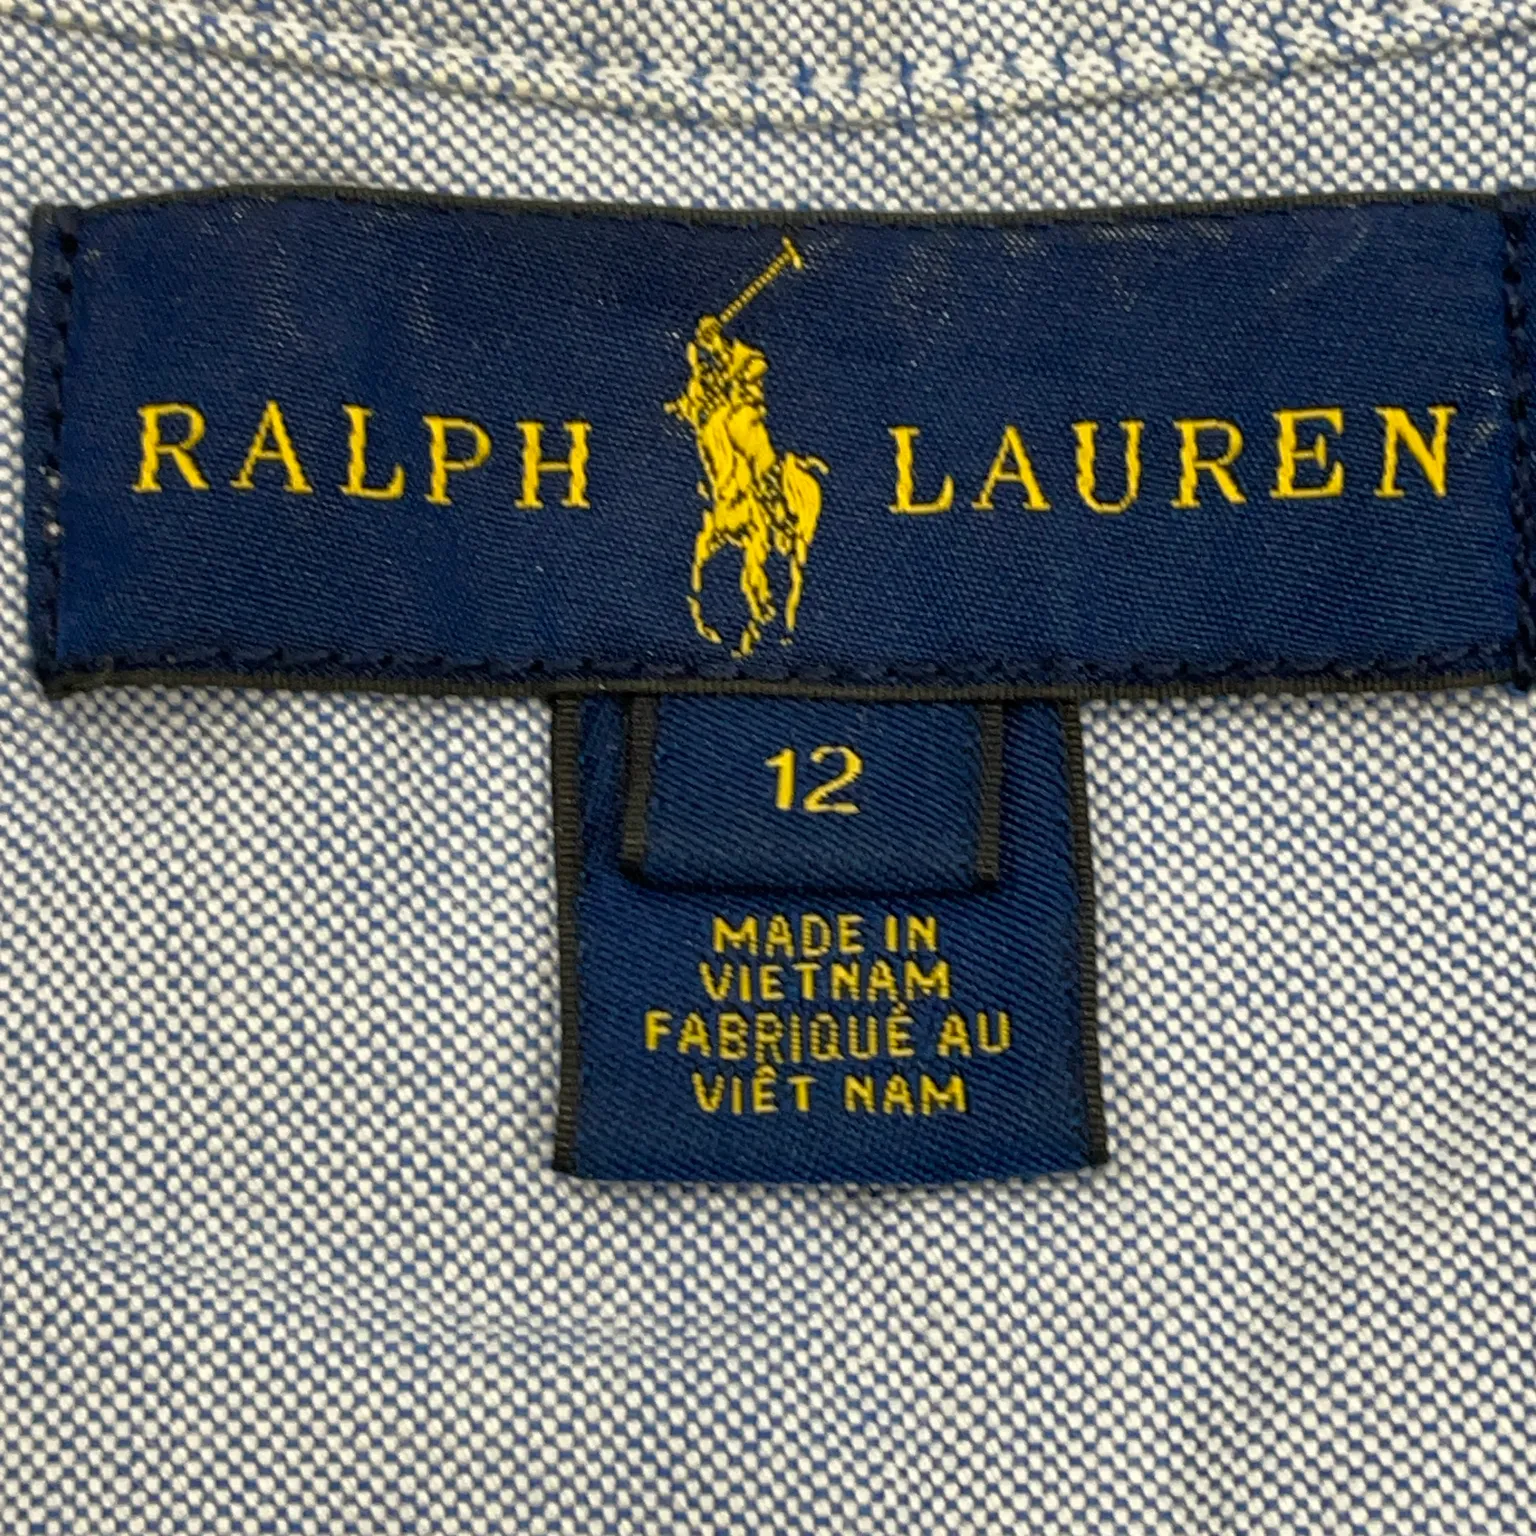 RALPH LAUREN
12
MADE IN
VIETNAM
FABRIQUÉ AU
VIÊT NAM